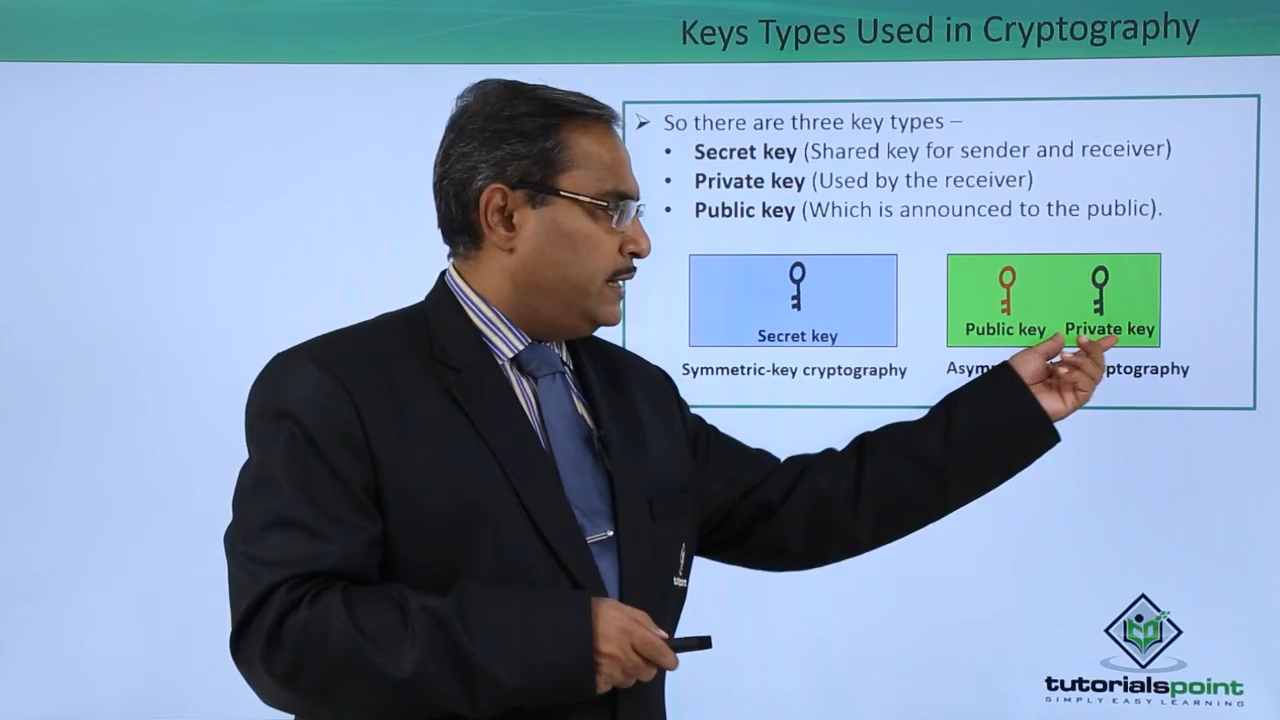 Keys Types Used in Cryptography
➢ So there are three key types –
• Secret key (Shared key for sender and receiver)
• Private key (Used by the receiver)
• Public key (Which is announced to the public).
Secret key
Public key Private key
Symmetric-key cryptography
tutorialspoint
SIMPLY EASY LEARNING